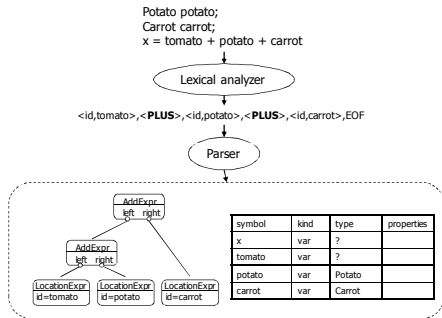 Potato potato;
Carrot carrot;
x = tomato + potato + carrot
Lexical analyzer
<id,tomato>,<PLUS>,<id,potato>,<PLUS>,<id,carrot>,EOF
Parser
AddExpr
left right
AddExpr
left right
LocationExpr LocationExpr LocationExpr
id=tomato id=potato id=carrot
symbol kind type properties
x var ?
tomato var ?
potato var Potato
carrot var Carrot